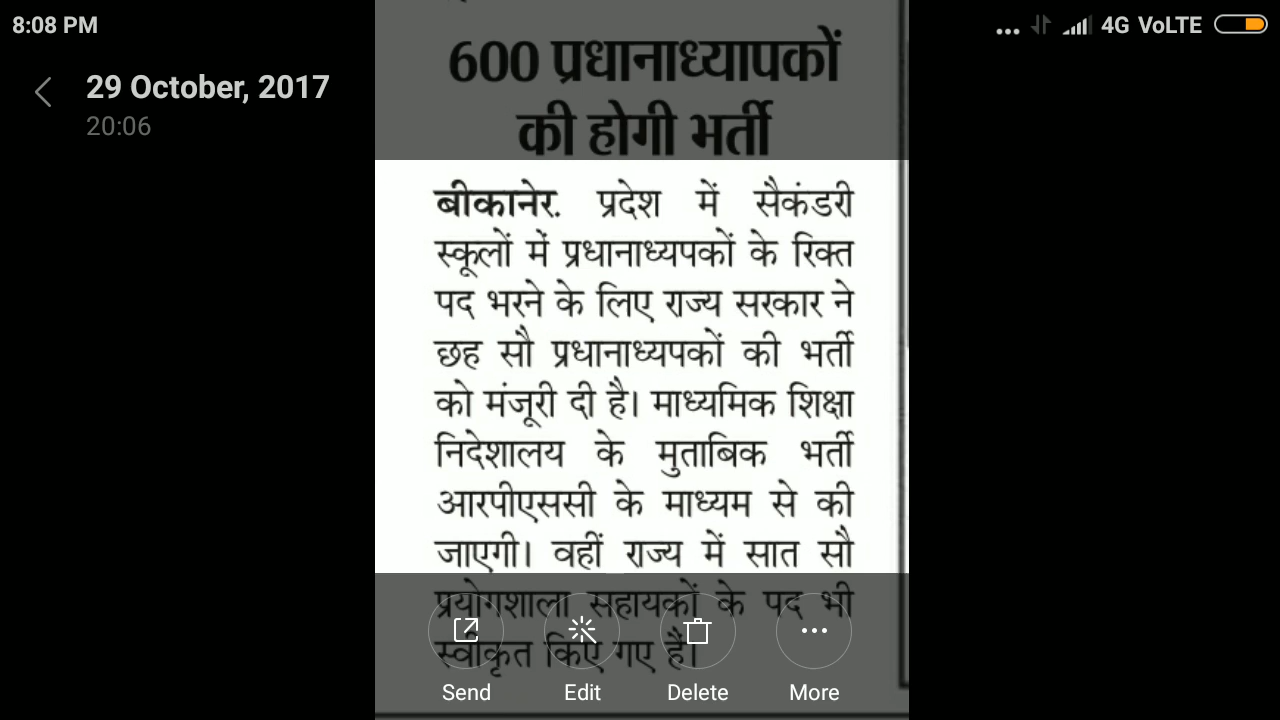 8:08 PM
... 4G VoLTE
29 October, 2017
20:06
600 प्रधानाध्यापकों
की होगी भर्ती
बीकानेर. प्रदेश में सैकंडरी
स्कूलों में प्रधानाध्यपकों के रिक्त
पद भरने के लिए राज्य सरकार ने
छह सौ प्रधानाध्यपकों की भर्ती
को मंजूरी दी है। माध्यमिक शिक्षा
निदेशालय के मुताबिक भर्ती
आरपीएससी के माध्यम से की
जाएगी। वहीं राज्य में सात सौ
प्रयोगशाला सहायकों के पद भी
स्वीकृत किए गए हैं।
Send Edit Delete More